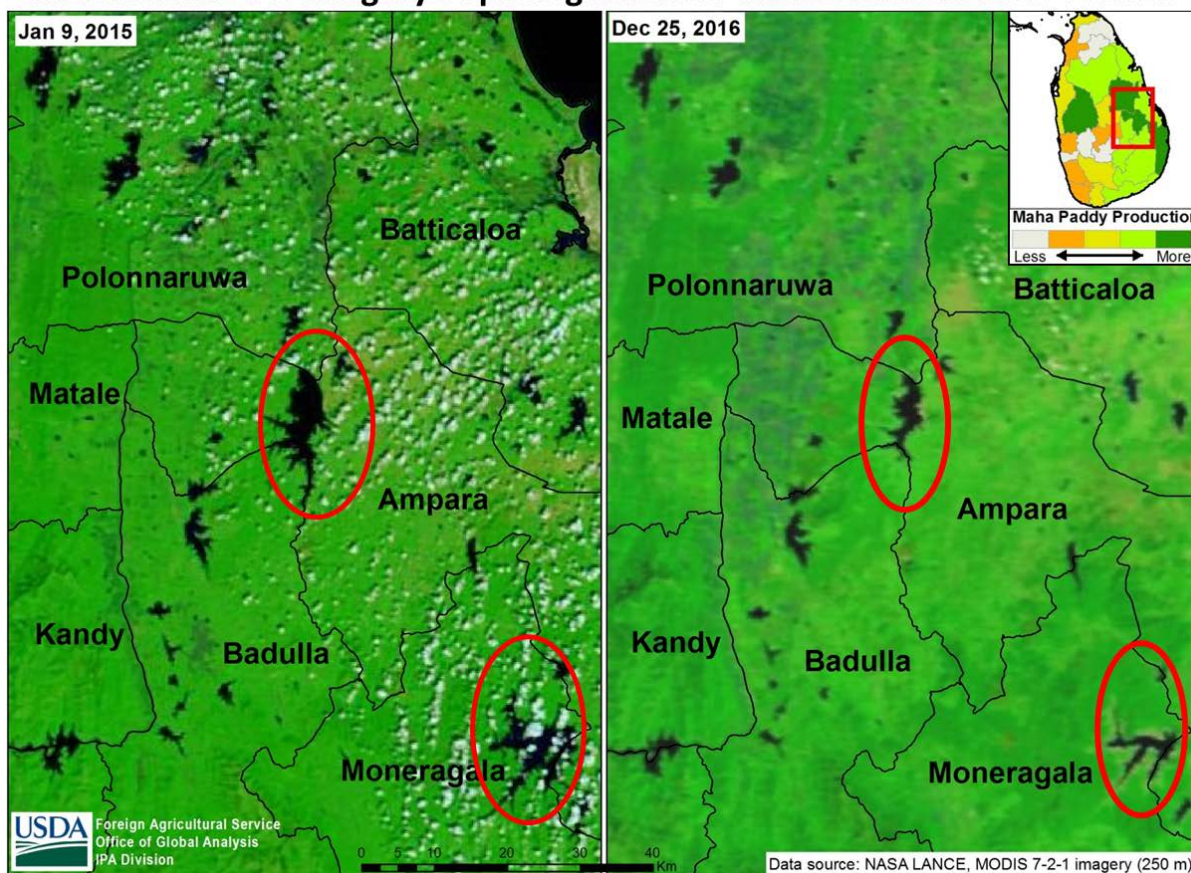 Jan 9, 2015
Batticaloa
Polonnaruwa
Matale
Ampara
Kandy
Badulla
Moneragala
USDA
Foreign Agricultural Service
Office of Global Analysis
IPA Division
0 10 20 30 40
Km
Dec 25, 2016
Maha Paddy Production
Less More
Batticaloa
Polonnaruwa
Matale
Ampara
Kandy
Badulla
Moneragala
Data source: NASA LANCE, MODIS 7-2-1 imagery (250 m)